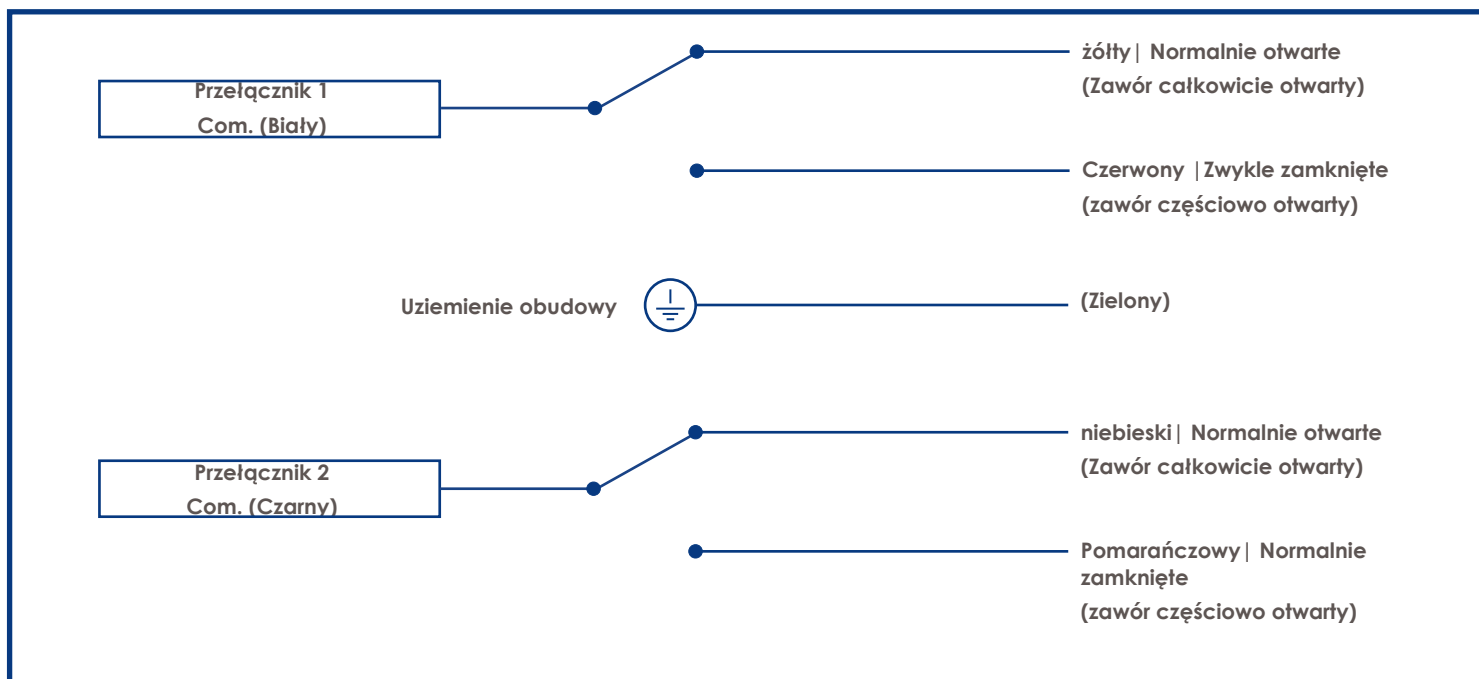 żółty| Normalnie otwarte
(Zawór całkowicie otwarty)
Przełącznik 1
Com. (Biały)
Czerwony |Zwykle zamknięte
(zawór częściowo otwarty)
Uziemienie obudowy
(Zielony)
niebieski| Normalnie otwarte
(Zawór całkowicie otwarty)
Przełącznik 2
Com. (Czarny)
Pomarańczowy| Normalnie
zamknięte
(zawór częściowo otwarty)